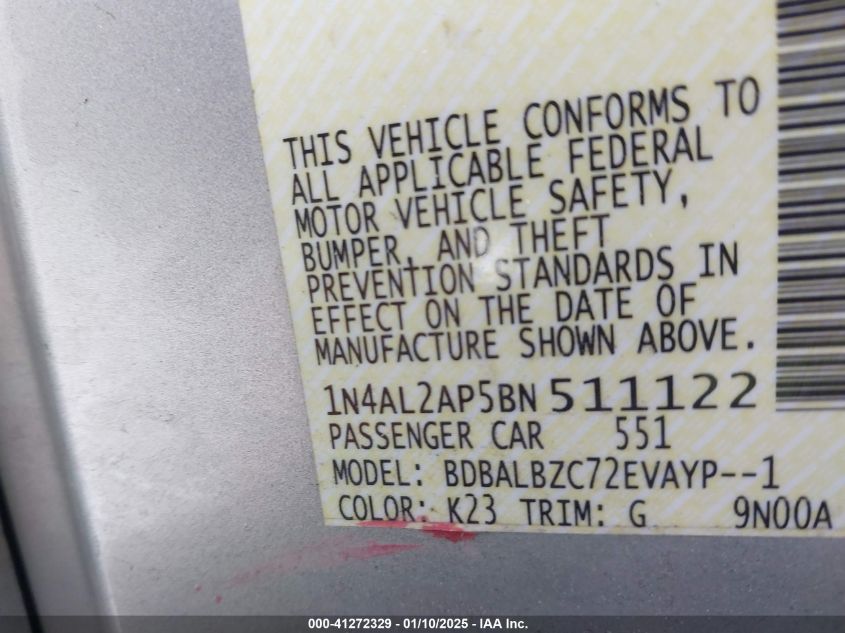 THIS VEHICLE CONFORMS TO
ALL APPLICABLE FEDERAL
MOTOR VEHICLE SAFETY,
BUMPER, AND THEFT
PREVENTION STANDARDS IN
EFFECT ON THE DATE OF
MANUFACTURE SHOWN ABOVE.
1N4AL2AP5BN511122
PASSENGER CAR 551
MODEL: BDBALBZC72EVAYP--1
COLOR: K23 TRIM: G 9N00A
000-41272329 - 01/10/2025 - IAA Inc.